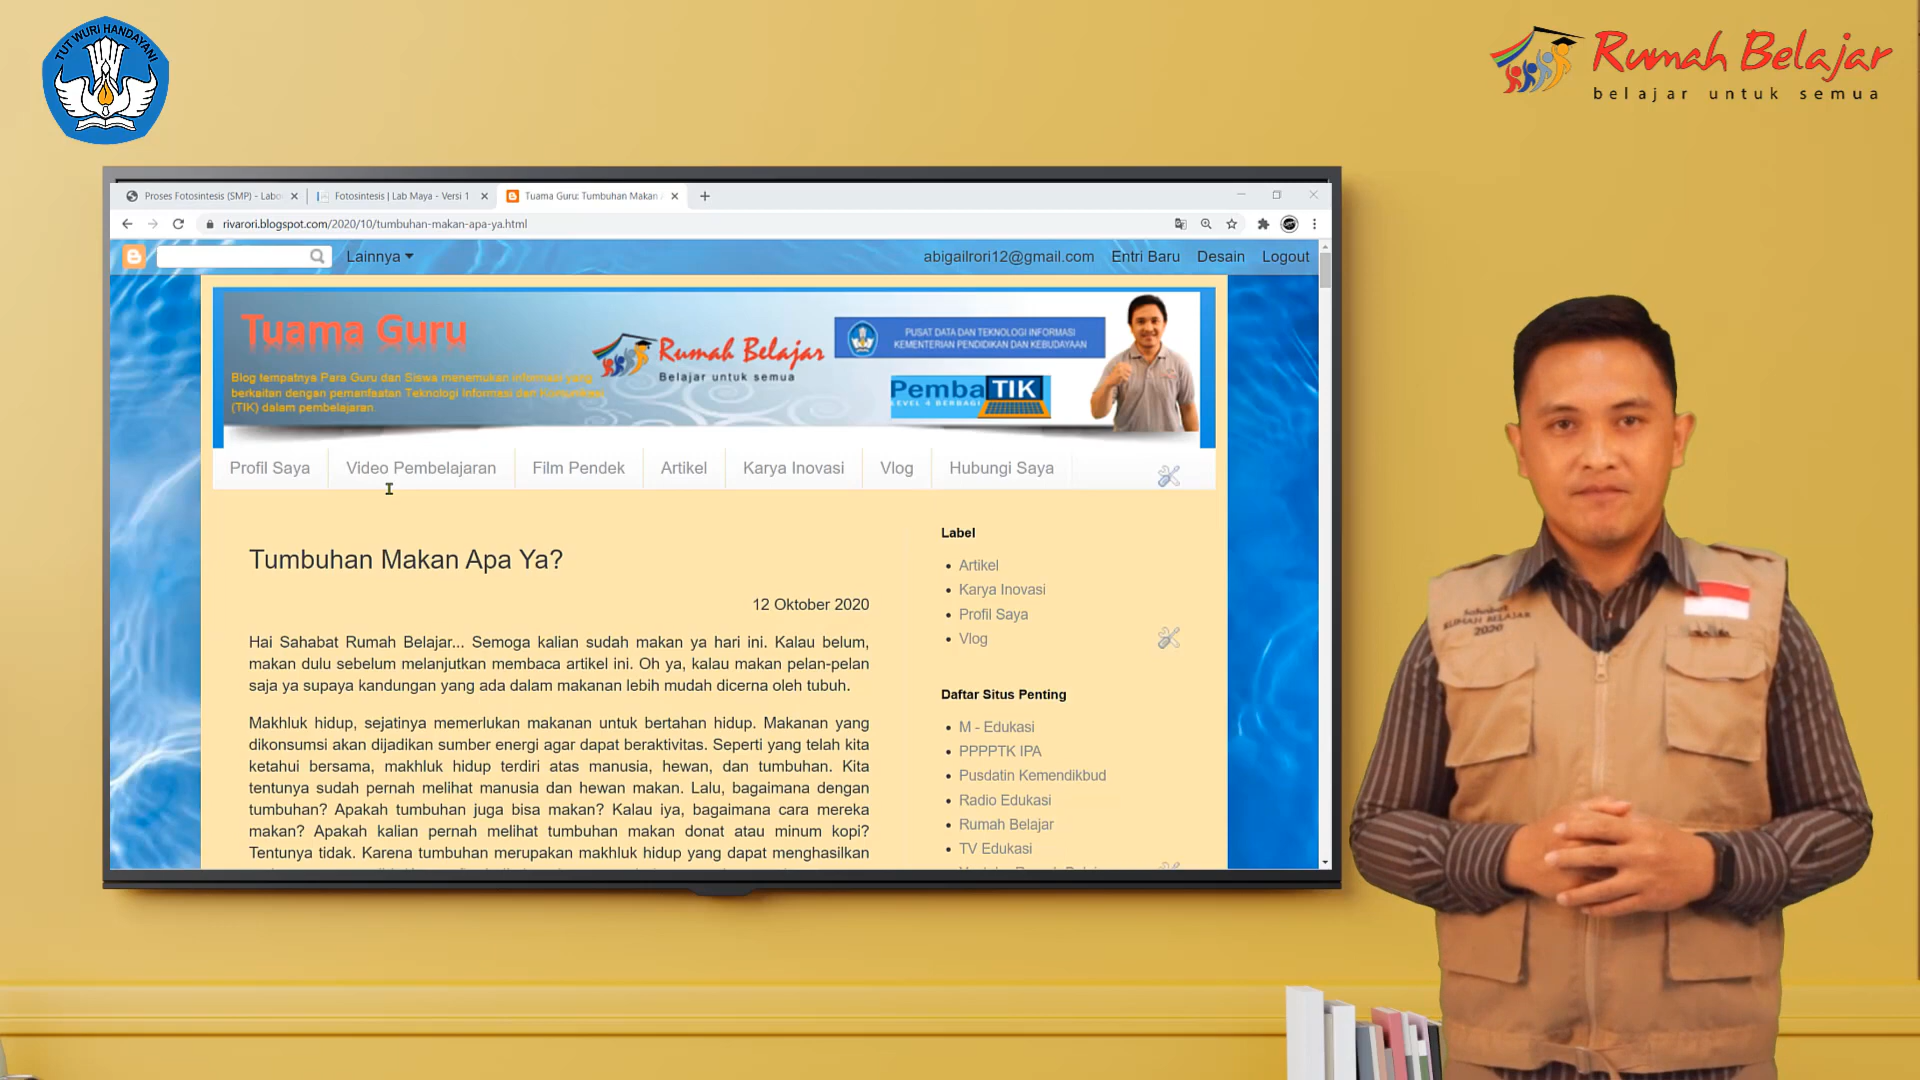 TUT WURI HANDAYANI
Rumah Belajar
belajar untuk semua
Proses Fotosintesis (SMP) - Labo
Fotosintesis | Lab Maya - Versi 1
Tuama Guru: Tumbuhan Makan
rivarori.blogspot.com/2020/10/tumbuhan-makan-apa-ya.html
Lainnya
abigailrori12@gmail.com
Entri Baru
Desain
Logout
Tuama Guru
Blog tempatnya Para Guru dan Siswa menemukan informasi yang
berkaitan dengan pemanfaatan Teknologi Informasi dan Komunikasi
(TIK) dalam pembelajaran.
Rumah Belajar
Belajar untuk semua
PUSAT DATA DAN TEKNOLOGI INFORMASI
KEMENTERIAN PENDIDIKAN DAN KEBUDAYAAN
PembaTIK
LEVEL 4 BERBAGI
Profil Saya
Video Pembelajaran
Film Pendek
Artikel
Karya Inovasi
Vlog
Hubungi Saya
Tumbuhan Makan Apa Ya?
12 Oktober 2020
Hai Sahabat Rumah Belajar... Semoga kalian sudah makan ya hari ini. Kalau belum,
makan dulu sebelum melanjutkan membaca artikel ini. Oh ya, kalau makan pelan-pelan
saja ya supaya kandungan yang ada dalam makanan lebih mudah dicerna oleh tubuh.
Makhluk hidup, sejatinya memerlukan makanan untuk bertahan hidup. Makanan yang
dikonsumsi akan dijadikan sumber energi agar dapat beraktivitas. Seperti yang telah kita
ketahui bersama, makhluk hidup terdiri atas manusia, hewan, dan tumbuhan. Kita
tentunya sudah pernah melihat manusia dan hewan makan. Lalu, bagaimana dengan
tumbuhan? Apakah tumbuhan juga bisa makan? Kalau iya, bagaimana cara mereka
makan? Apakah kalian pernah melihat tumbuhan makan donat atau minum kopi?
Tentunya tidak. Karena tumbuhan merupakan makhluk hidup yang dapat menghasilkan
Label
Artikel
Karya Inovasi
Profil Saya
Vlog
Daftar Situs Penting
M - Edukasi
PPPPTK IPA
Pusdatin Kemendikbud
Radio Edukasi
Rumah Belajar
TV Edukasi
Sahabat
RUMAH BELAJAR
2020